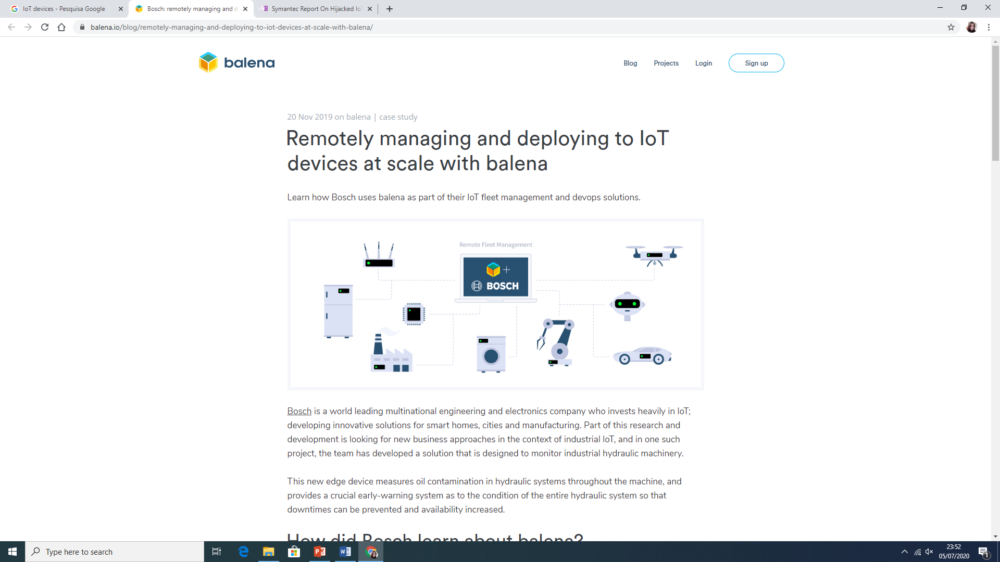 IoT devices - Pesquisa Google
Bosch: remotely managing and d
Symantec Report On Hijacked Io
balena.io/blog/remotely-managing-and-deploying-to-iot-devices-at-scale-with-balena/
balena
Blog
Projects
Login
Sign up
20 Nov 2019 on balena | case study
Remotely managing and deploying to IoT
devices at scale with balena
Learn how Bosch uses balena as part of their IoT fleet management and devops solutions.
Remote Fleet Management
BOSCH
Bosch is a world leading multinational engineering and electronics company who invests heavily in IoT;
developing innovative solutions for smart homes, cities and manufacturing. Part of this research and
development is looking for new business approaches in the context of industrial IoT, and in one such
project, the team has developed a solution that is designed to monitor industrial hydraulic machinery.
This new edge device measures oil contamination in hydraulic systems throughout the machine, and
provides a crucial early-warning system as to the condition of the entire hydraulic system so that
downtimes can be prevented and availability increased.
How did Bosch learn about balena?
Type here to search
23:52
05/07/2020
1